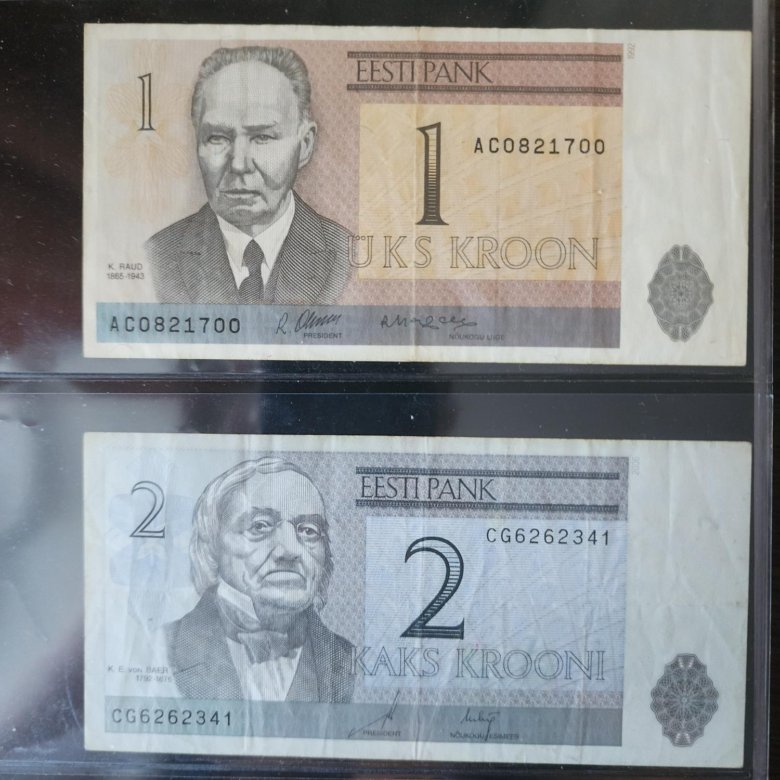 1
EESTI PANK
1992
1
AC0821700
ÜKS KROON
K. RAUD
1865-1943
AC0821700
PRESIDENT
NÕUKOGU LIIGE
2
EESTI PANK
CG6262341
2
KAKS KROONI
K. E. von BAER
1792-1876
CG6262341
PRESIDENT
NÕUKOGU ESIMEES